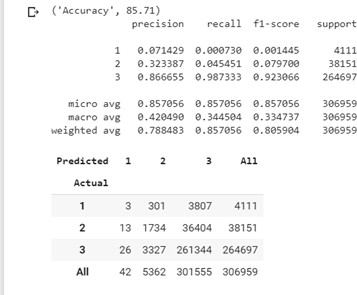 ('Accuracy', 85.71)
precision recall f1-score support
1 0.071429 0.000730 0.001445 4111
2 0.323387 0.045451 0.079700 38151
3 0.866655 0.987333 0.923066 264697
micro avg 0.857056 0.857056 0.857056 306959
macro avg 0.420490 0.344504 0.334737 306959
weighted avg 0.788483 0.857056 0.805904 306959
Predicted 1 2 3 All
Actual
1 3 301 3807 4111
2 13 1734 36404 38151
3 26 3327 261344 264697
All 42 5362 301555 306959